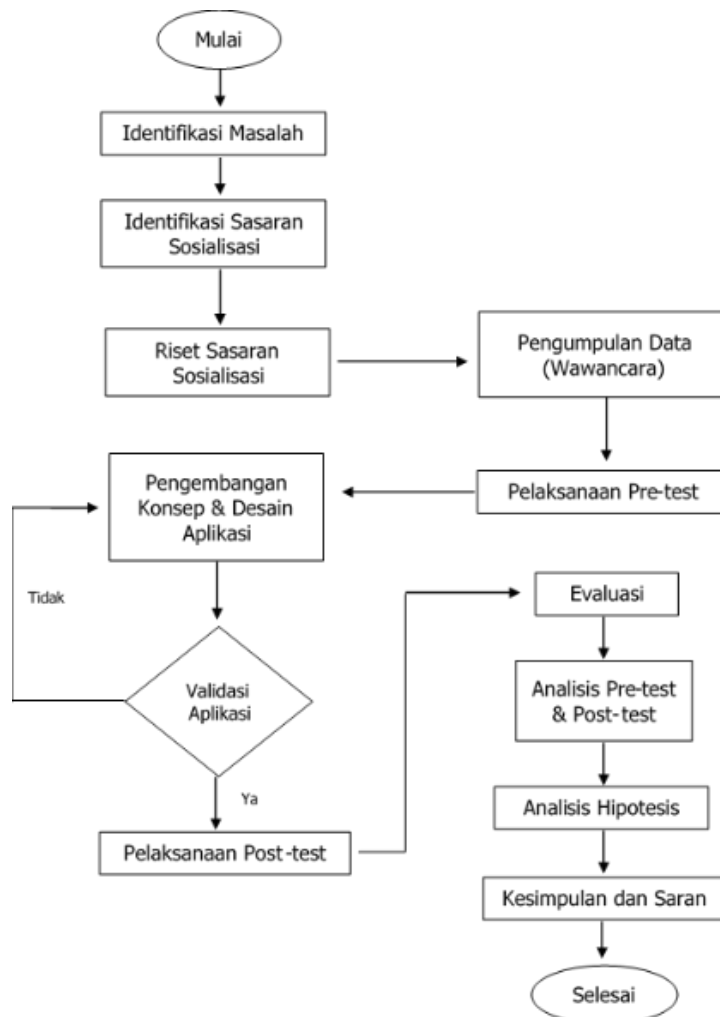 Mulai
Identifikasi Masalah
Identifikasi Sasaran
Sosialisasi
Riset Sasaran
Sosialisasi
Pengumpulan Data
(Wawancara)
Pelaksanaan Pre-test
Pengembangan
Konsep & Desain
Aplikasi
Tidak
Validasi
Aplikasi
Ya
Pelaksanaan Post-test
Evaluasi
Analisis Pre-test
& Post-test
Analisis Hipotesis
Kesimpulan dan Saran
Selesai